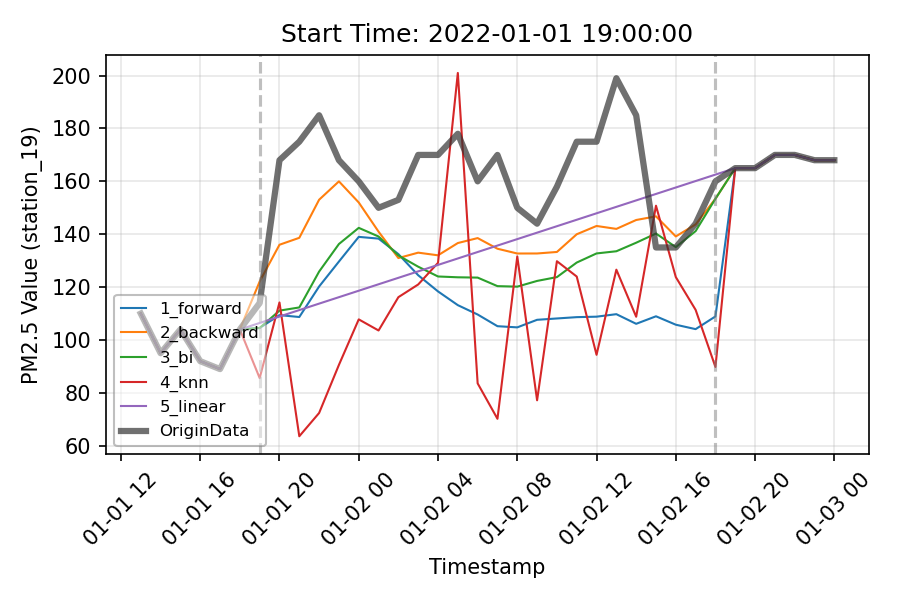 Start Time: 2022-01-01 19:00:00
PM2.5 Value (station_19)
200
180
160
140
120
100
80
60
1_forward
2_backward
3_bi
4_knn
5_linear
OriginData
01-01 12
01-01 16
01-01 20
01-02 00
01-02 04
01-02 08
01-02 12
01-02 16
01-02 20
01-03 00
Timestamp